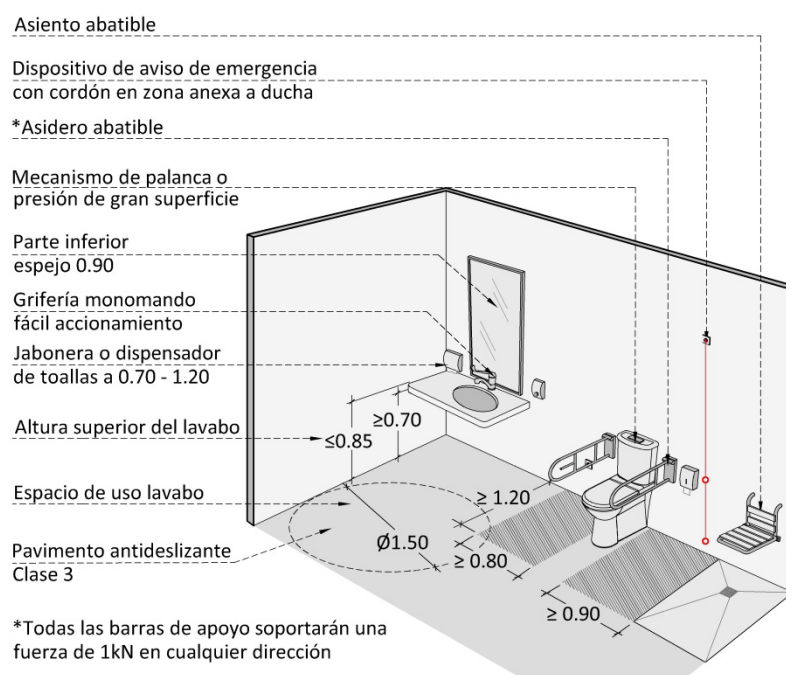 Asiento abatible
Dispositivo de aviso de emergencia
con cordón en zona anexa a ducha
*Asidero abatible
Mecanismo de palanca o
presión de gran superficie
Parte inferior
espejo 0.90
Grifería monomando
fácil accionamiento
Jabonera o dispensador
de toallas a 0.70 - 1.20
Altura superior del lavabo
≥0.70
≤0.85
Espacio de uso lavabo
≥ 1.20
Pavimento antideslizante
Clase 3
Ø1.50
≥ 0.80
≥ 0.90
*Todas las barras de apoyo soportarán una
fuerza de 1kN en cualquier dirección